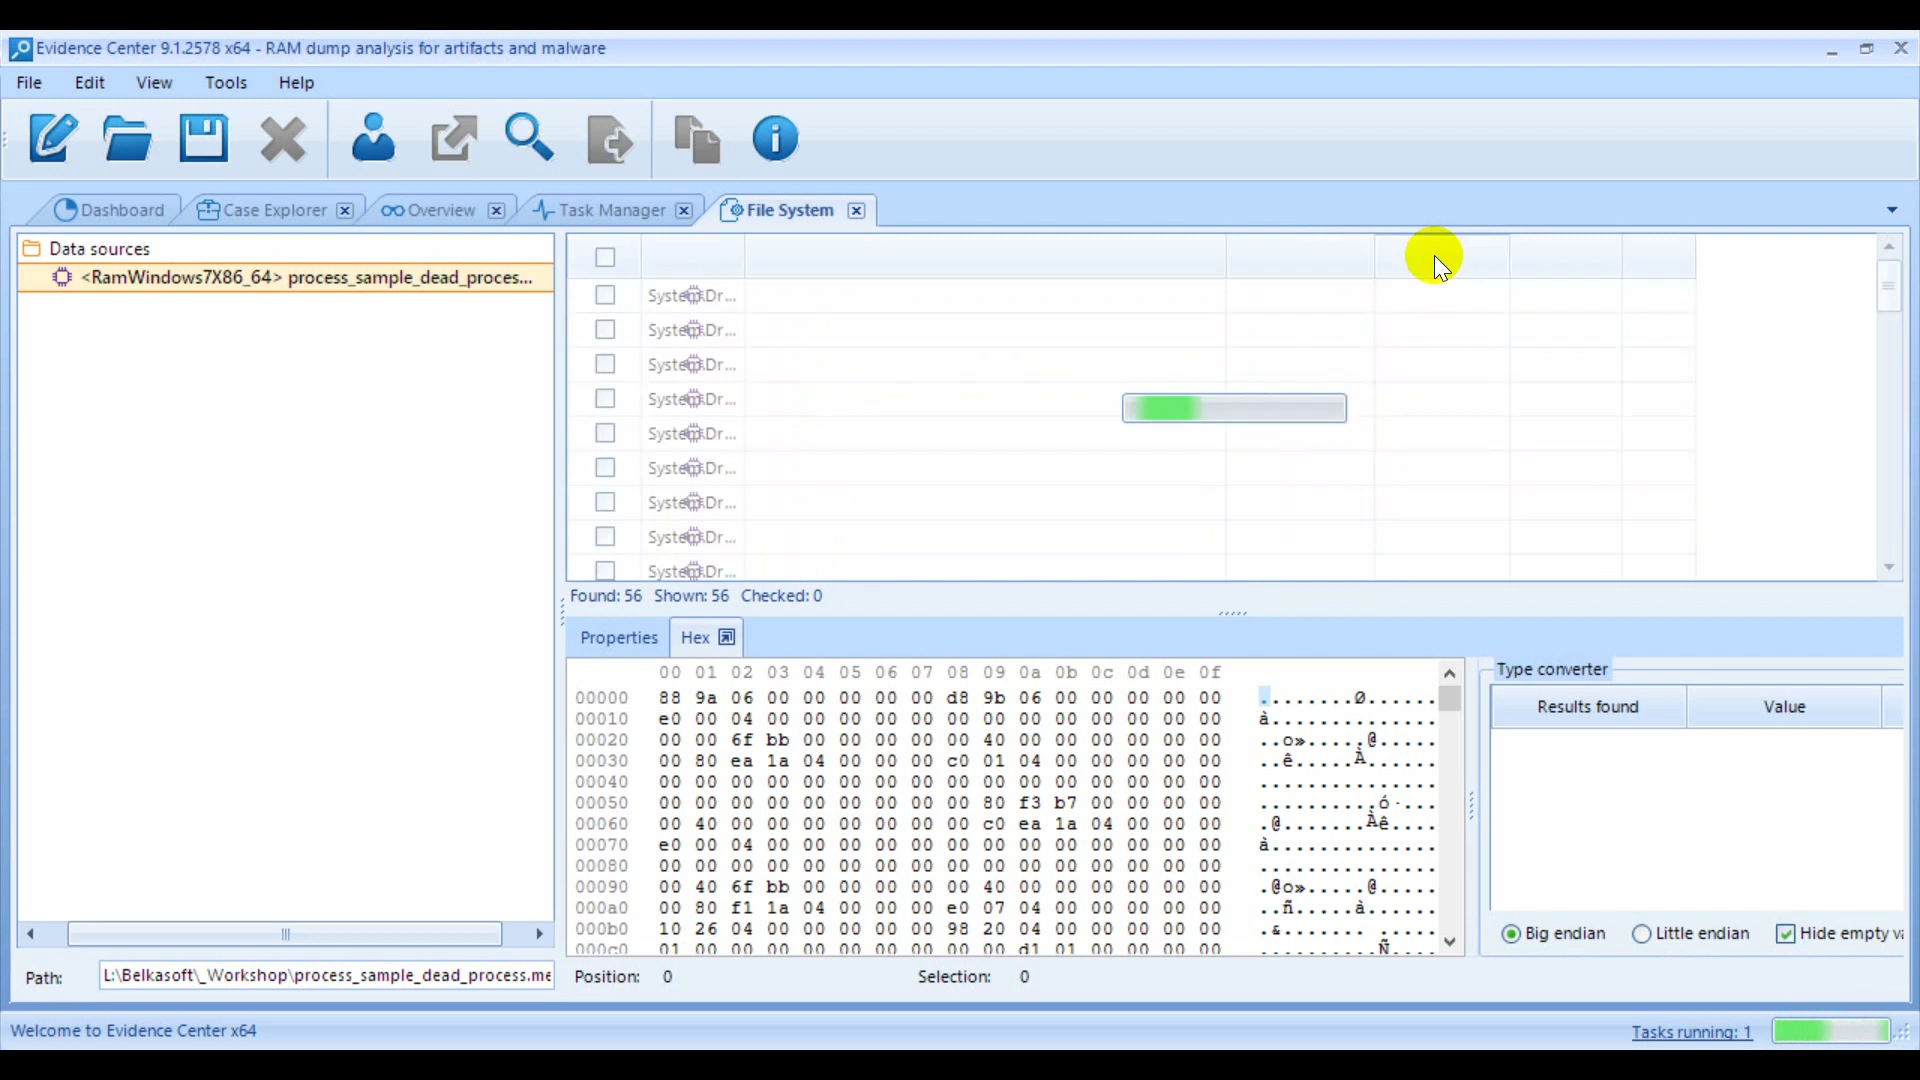 Evidence Center 9.1.2578 x64 - RAM dump analysis for artifacts and malware
File Edit View Tools Help
Dashboard Case Explorer Overview Task Manager File System
Data sources
<RamWindows7X86_64> process_sample_dead_proces...
System.Dr...
System.Dr...
System.Dr...
System.Dr...
System.Dr...
System.Dr...
System.Dr...
System.Dr...
System.Dr...
Found: 56 Shown: 56 Checked: 0
Properties Hex
00 01 02 03 04 05 06 07 08 09 0a 0b 0c 0d 0e 0f
00000 88 9a 06 00 00 00 00 00 d8 9b 06 00 00 00 00 00 ........Ø.......
00010 e0 00 04 00 00 00 00 00 00 00 00 00 00 00 00 00 à...............
00020 00 00 6f bb 00 00 00 00 00 40 00 00 00 00 00 00 ..o».....@......
00030 00 80 ea 1a 04 00 00 00 c0 01 04 00 00 00 00 00 ..ê.....À.......
00040 00 00 00 00 00 00 00 00 00 00 00 00 00 00 00 00 ................
00050 00 00 00 00 00 00 00 00 00 80 f3 b7 00 00 00 00 ..........ó·....
00060 00 40 00 00 00 00 00 00 00 c0 ea 1a 04 00 00 00 .@.......Àê.....
00070 e0 00 04 00 00 00 00 00 00 00 00 00 00 00 00 00 à...............
00080 00 00 00 00 00 00 00 00 00 00 00 00 00 00 00 00 ................
00090 00 40 6f bb 00 00 00 00 00 40 00 00 00 00 00 00 .@o».....@......
000a0 00 80 f1 1a 04 00 00 00 e0 07 04 00 00 00 00 00 ..ñ.....à.......
000b0 10 26 04 00 00 00 00 00 98 20 04 00 00 00 00 00 .&....... ......
000c0 01 00 00 00 00 00 00 00 00 00 d1 01 00 00 00 00 ..........Ñ.....
Type converter
Results found Value
Big endian Little endian Hide empty va
Path: L:\Belkasoft\_Workshop\process_sample_dead_process.me
Position: 0 Selection: 0
Welcome to Evidence Center x64
Tasks running: 1